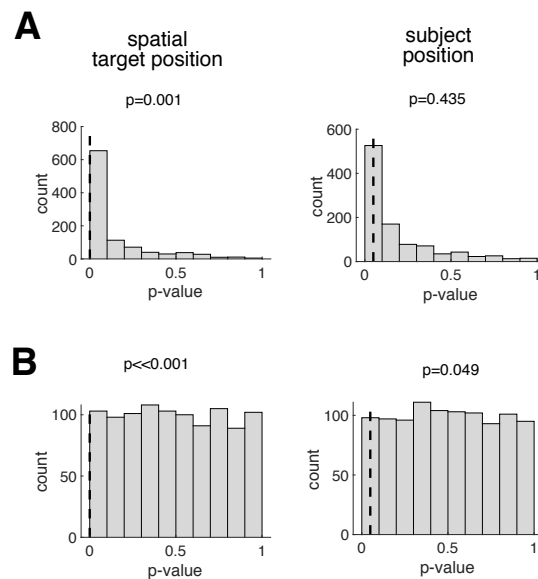 A
spatial
target position
subject
position
p=0.001
p=0.435
800
600
400
200
0
count
0
0.5
1
p-value
600
400
200
0
count
0
0.5
1
p-value
B
p<<0.001
p=0.049
100
50
0
count
0
0.5
1
p-value
100
50
0
count
0
0.5
1
p-value